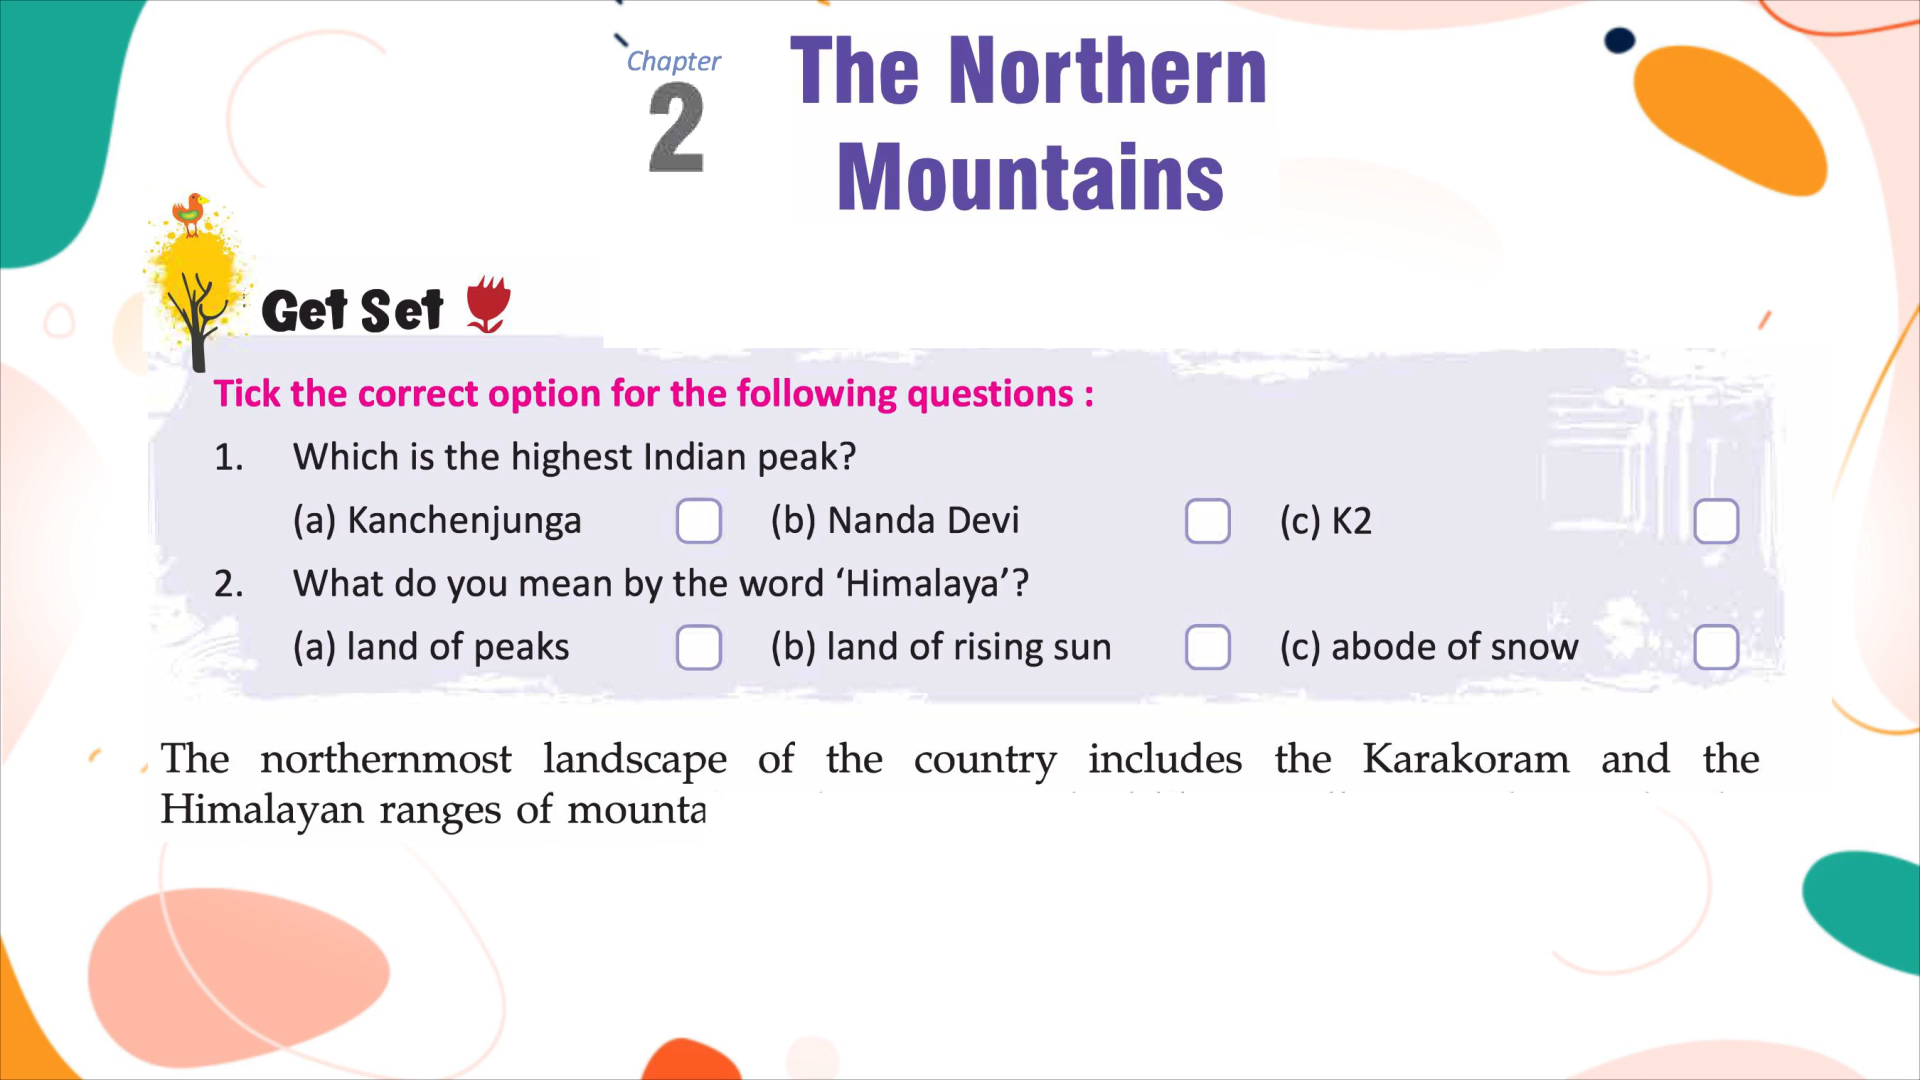 Chapter
2
The Northern
Mountains
Get Set
Tick the correct option for the following questions :
1. Which is the highest Indian peak?
(a) Kanchenjunga (b) Nanda Devi (c) K2
2. What do you mean by the word ‘Himalaya’?
(a) land of peaks (b) land of rising sun (c) abode of snow
The northernmost landscape of the country includes the Karakoram and the
Himalayan ranges of mounta